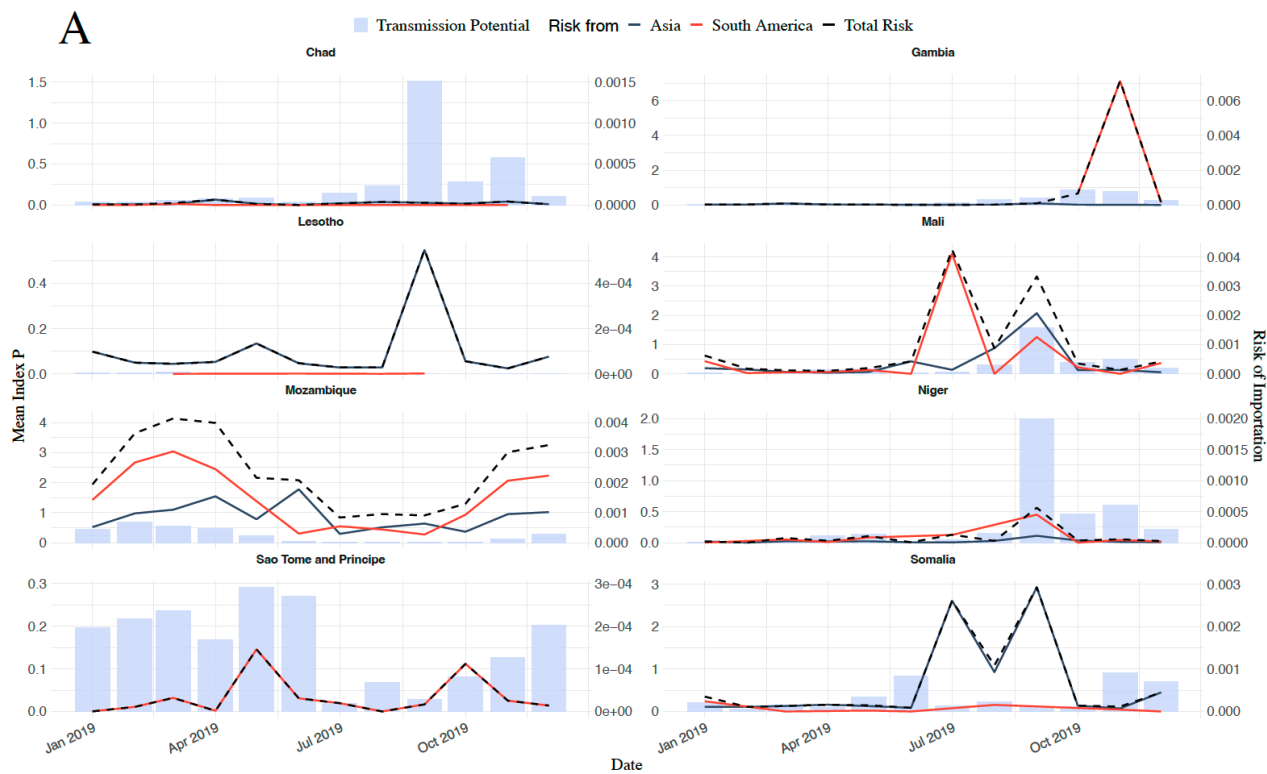 A
Transmission Potential Risk from Asia South America Total Risk
Chad Gambia
1.5 0.0015
1.0 0.0010
0.5 0.0005
0.0 0.0000
6 0.006
4 0.004
2 0.002
0 0.000
Lesotho Mali
0.4 4e−04
0.2 2e−04
0.0 0e+00
4 0.004
3 0.003
2 0.002
1 0.001
0 0.000
Mozambique Niger
4 0.004
3 0.003
2 0.002
1 0.001
0 0.000
2.0 0.0020
1.5 0.0015
1.0 0.0010
0.5 0.0005
0.0 0.0000
Sao Tome and Principe Somalia
0.3 3e−04
0.2 2e−04
0.1 1e−04
0.0 0e+00
3 0.003
2 0.002
1 0.001
0 0.000
Jan 2019 Apr 2019 Jul 2019 Oct 2019 Jan 2019 Apr 2019 Jul 2019 Oct 2019
Date
Mean Index P
Risk of Importation